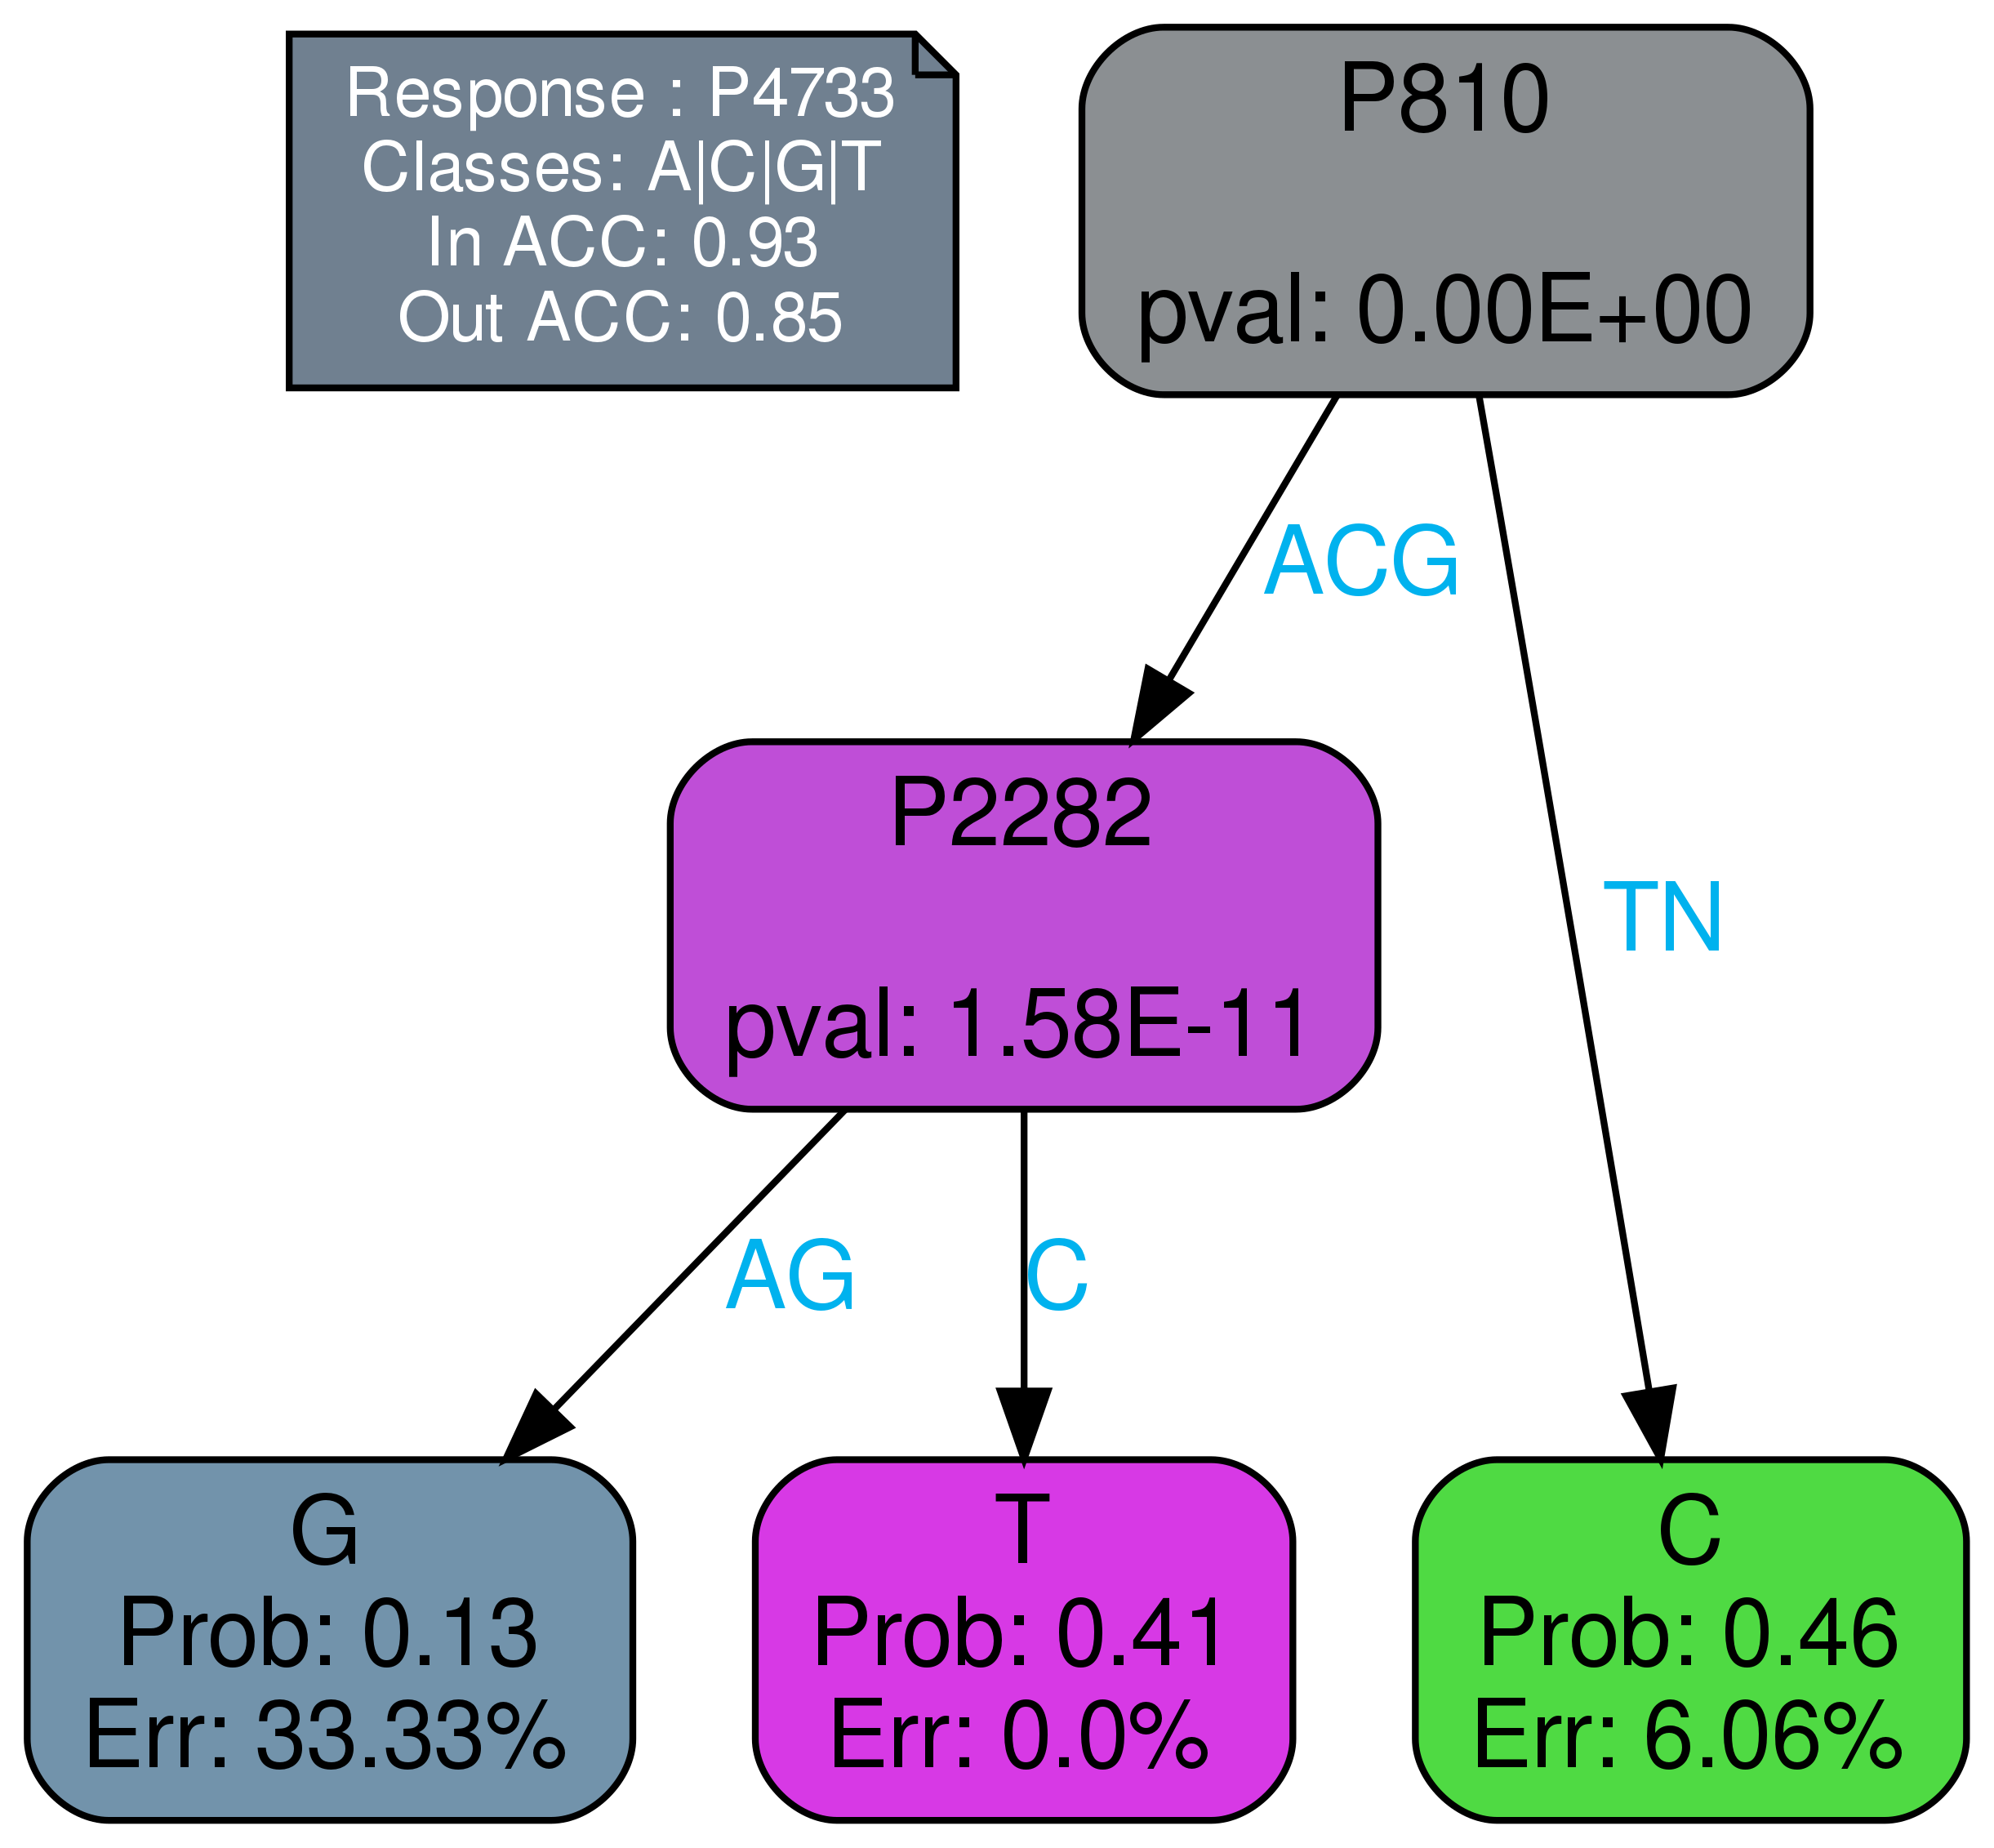 Response : P4733
Classes: A|C|G|T
In ACC: 0.93
Out ACC: 0.85
P810
pval: 0.00E+00
ACG
TN
P2282
pval: 1.58E-11
AG
C
G
Prob: 0.13
Err: 33.33%
T
Prob: 0.41
Err: 0.0%
C
Prob: 0.46
Err: 6.06%